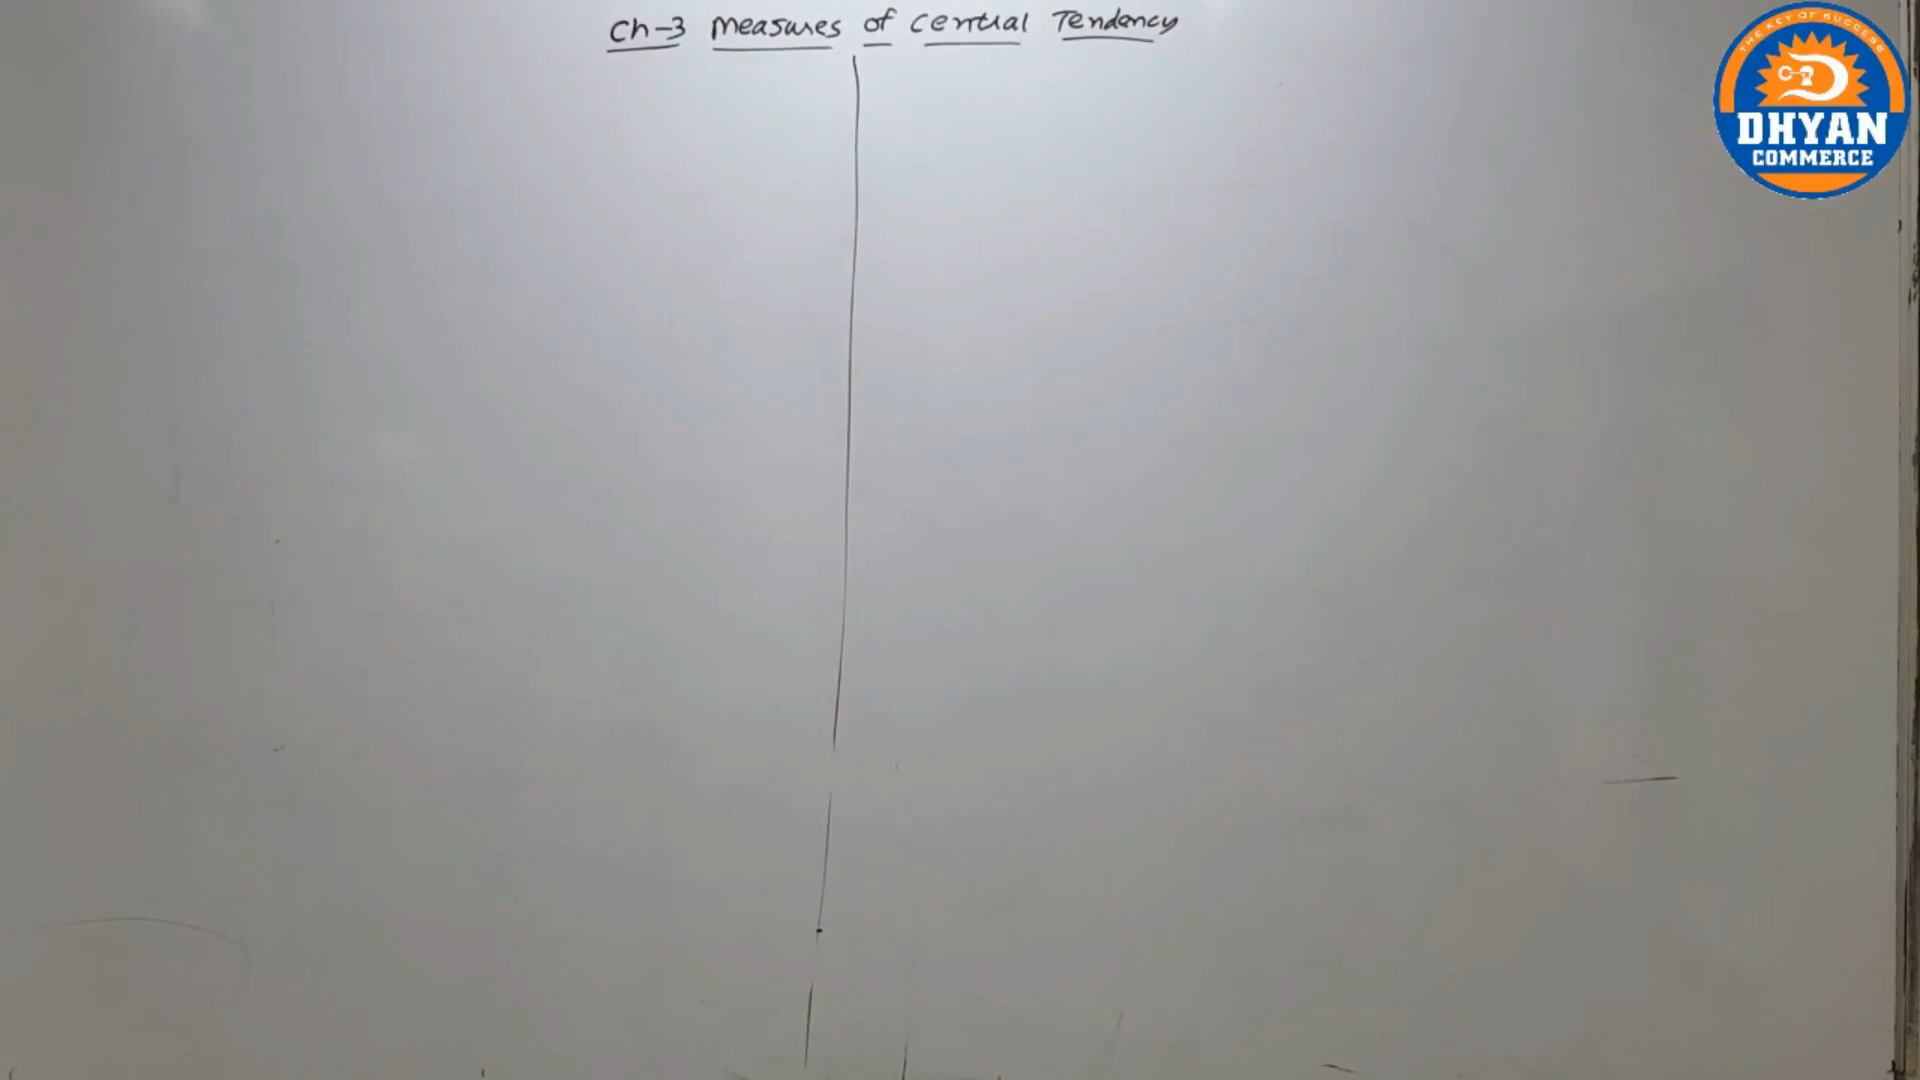 Ch-3 Measures of Central Tendency
THE KEY OF SUCCESS
DHYAN
COMMERCE